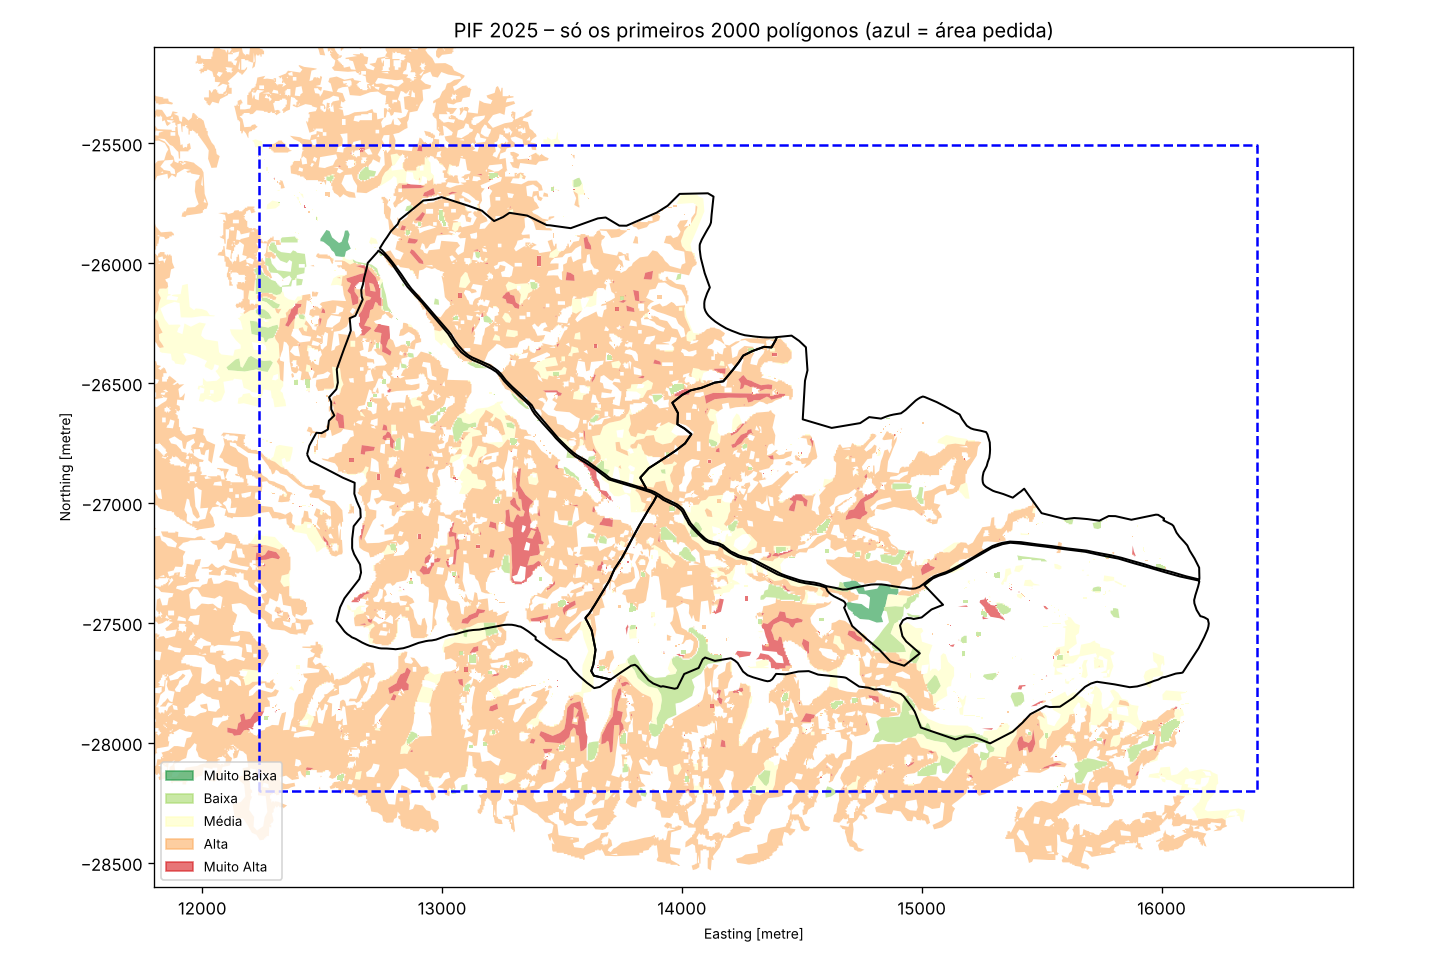 PIF 2025 – só os primeiros 2000 polígonos (azul = área pedida)
−25500
−26000
−26500
−27000
−27500
−28000
−28500
Northing [metre]
Muito Baixa
Baixa
Média
Alta
Muito Alta
12000
13000
14000
15000
16000
Easting [metre]